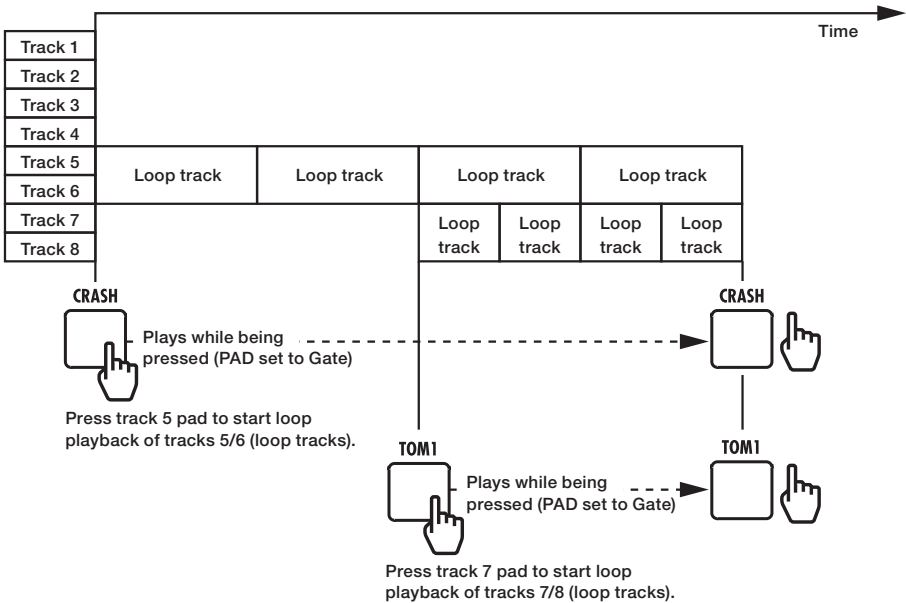 Time
Track 1
Track 2
Track 3
Track 4
Track 5
Track 6
Track 7
Track 8
Loop track
Loop track
Loop track
Loop track
Loop
track
Loop
track
Loop
track
Loop
track
CRASH
Plays while being
pressed (PAD set to Gate)
CRASH
Press track 5 pad to start loop
playback of tracks 5/6 (loop tracks).
TOM1
Plays while being
pressed (PAD set to Gate)
TOM1
Press track 7 pad to start loop
playback of tracks 7/8 (loop tracks).